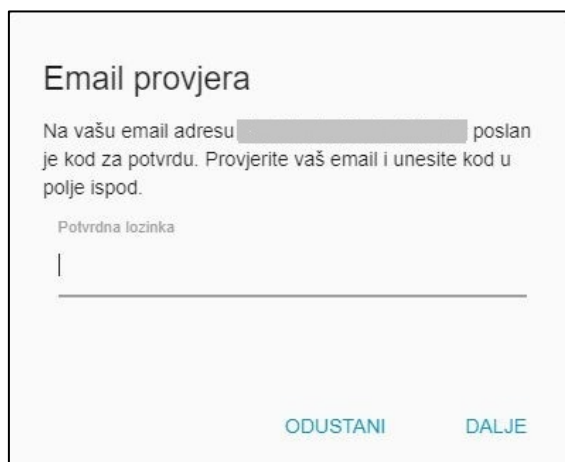 Email provjera
Na vašu email adresu poslan
je kod za potvrdu. Provjerite vaš email i unesite kod u
polje ispod.
Potvrdna lozinka
ODUSTANI DALJE